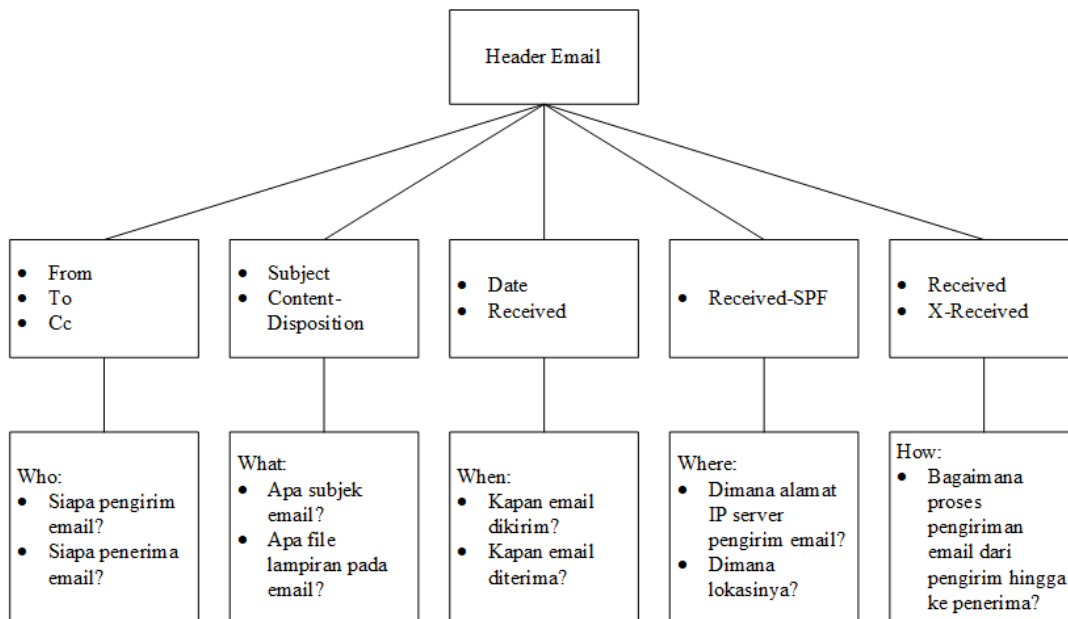 Header Email
• From
• To
• Cc
• Subject
• Content-
Disposition
• Date
• Received
• Received-SPF
• Received
• X-Received
Who:
• Siapa pengirim
email?
• Siapa penerima
email?
What:
• Apa subjek
email?
• Apa file
lampiran pada
email?
When:
• Kapan email
dikirim?
• Kapan email
diterima?
Where:
• Dimana alamat
IP server
pengirim email?
• Dimana
lokasinya?
How:
• Bagaimana
proses
pengiriman
email dari
pengirim hingga
ke penerima?